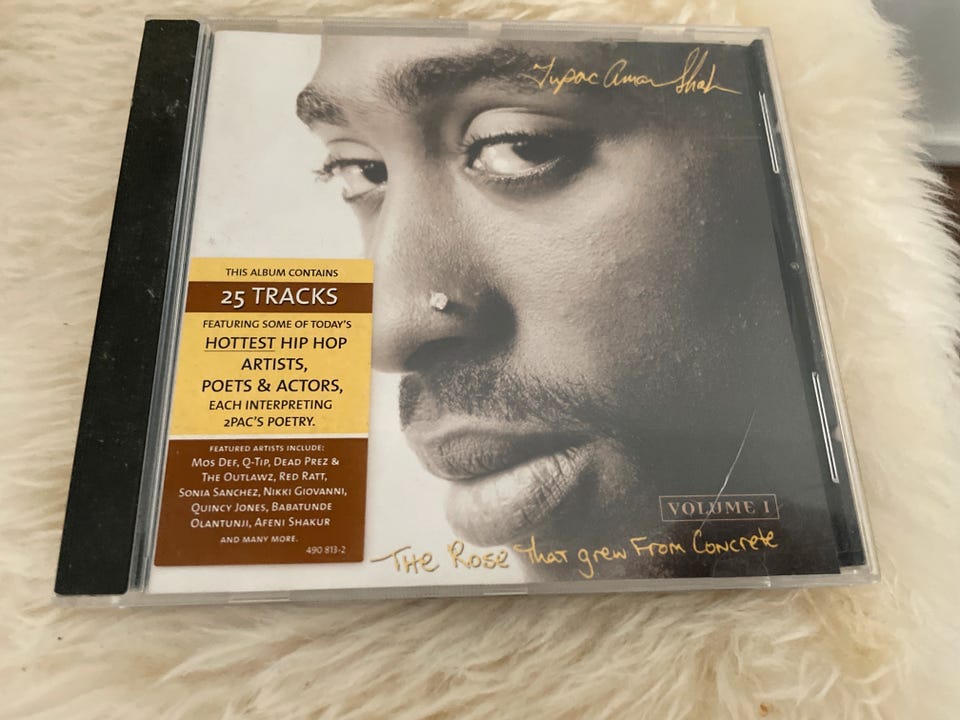 Tupac Amar Shak
THIS ALBUM CONTAINS
25 TRACKS
FEATURING SOME OF TODAY'S
HOTTEST HIP HOP
ARTISTS,
POETS & ACTORS,
EACH INTERPRETING
2PAC'S POETRY.
FEATURED ARTISTS INCLUDE:
MOS DEF, Q-TIP, DEAD PREZ &
THE OUTLAWZ, RED RATT,
SONIA SANCHEZ, NIKKI GIOVANNI,
QUINCY JONES, BABATUNDE
OLANTUNJI, AFENI SHAKUR
AND MANY MORE.
490 813-2
VOLUME I
THE ROSE That grew From Concrete